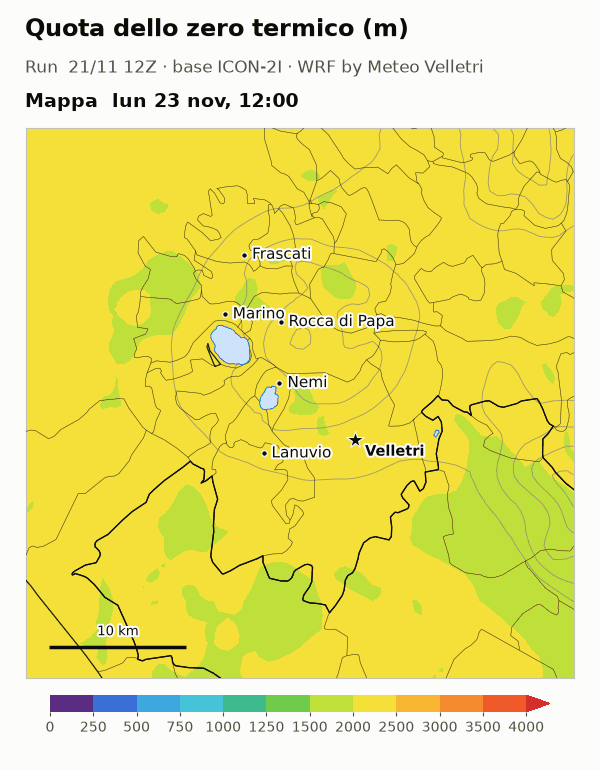 Quota dello zero termico (m)
Run 21/11 12Z · base ICON-2I · WRF by Meteo Velletri
Mappa lun 23 nov, 12:00
Frascati
Marino
Rocca di Papa
Nemi
Velletri
Lanuvio
10 km
0 250 500 750 1000 1250 1500 2000 2500 3000 3500 4000